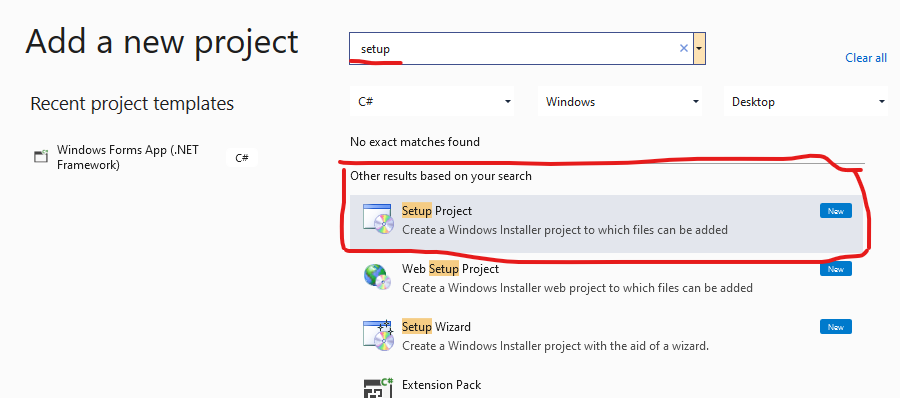 Add a new project
setup
Clear all
Recent project templates
C#
Windows
Desktop
Windows Forms App (.NET
Framework)
C#
No exact matches found
Other results based on your search
Setup Project
New
Create a Windows Installer project to which files can be added
Web Setup Project
New
Create a Windows Installer web project to which files can be added
Setup Wizard
New
Create a Windows Installer project with the aid of a wizard.
C#
Extension Pack